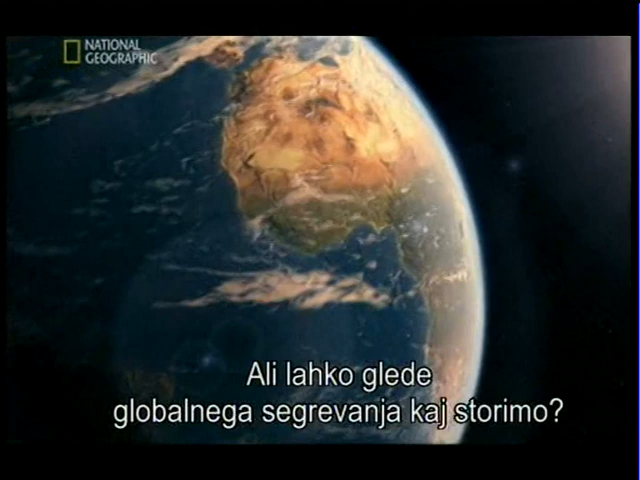 NATIONAL
GEOGRAPHIC
Ali lahko glede
globalnega segrevanja kaj storimo?